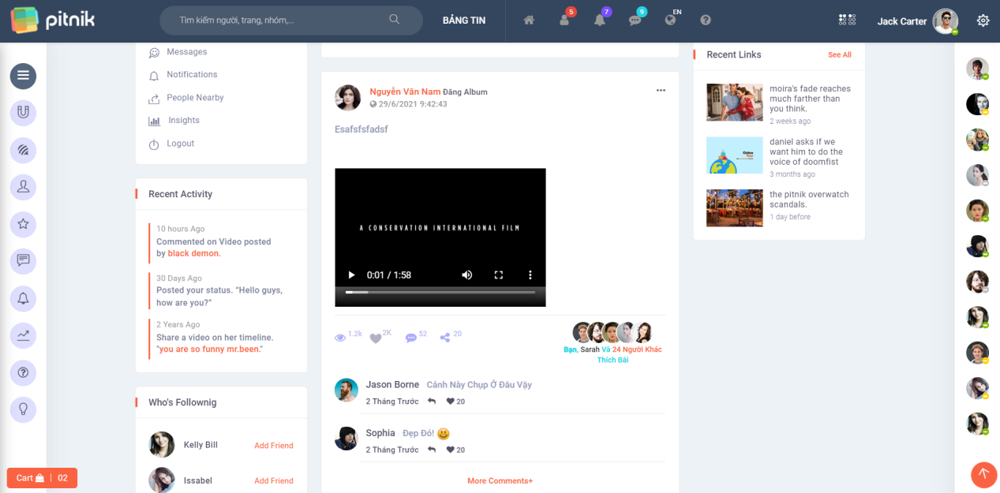 pitnik
Tìm kiếm người, trang, nhóm,...
BẢNG TIN
5
7
9
EN
Jack Carter
Messages
Notifications
People Nearby
Insights
Logout
Recent Activity
10 hours Ago
Commented on Video posted
by black demon.
30 Days Ago
Posted your status. “Hello guys,
how are you?”
2 Years Ago
Share a video on her timeline.
"you are so funny mr.been."
Who's Follownig
Kelly Bill
Add Friend
Issabel
Add Friend
Cart
02
Nguyễn Văn Nam Đăng Album
29/6/2021 9:42:43
Esafsfsfadsf
A CONSERVATION INTERNATIONAL FILM
0:01 / 1:58
1.2k
2K
52
20
Bạn, Sarah Và 24 Người Khác
Thích Bài
Jason Borne Cảnh Này Chụp Ở Đâu Vậy
2 Tháng Trước
20
Sophia Đẹp Đó!
2 Tháng Trước
20
More Comments+
Recent Links
See All
moira's fade reaches
much farther than
you think.
2 weeks ago
daniel asks if we
want him to do the
voice of doomfist
3 months ago
the pitnik overwatch
scandals.
1 day before